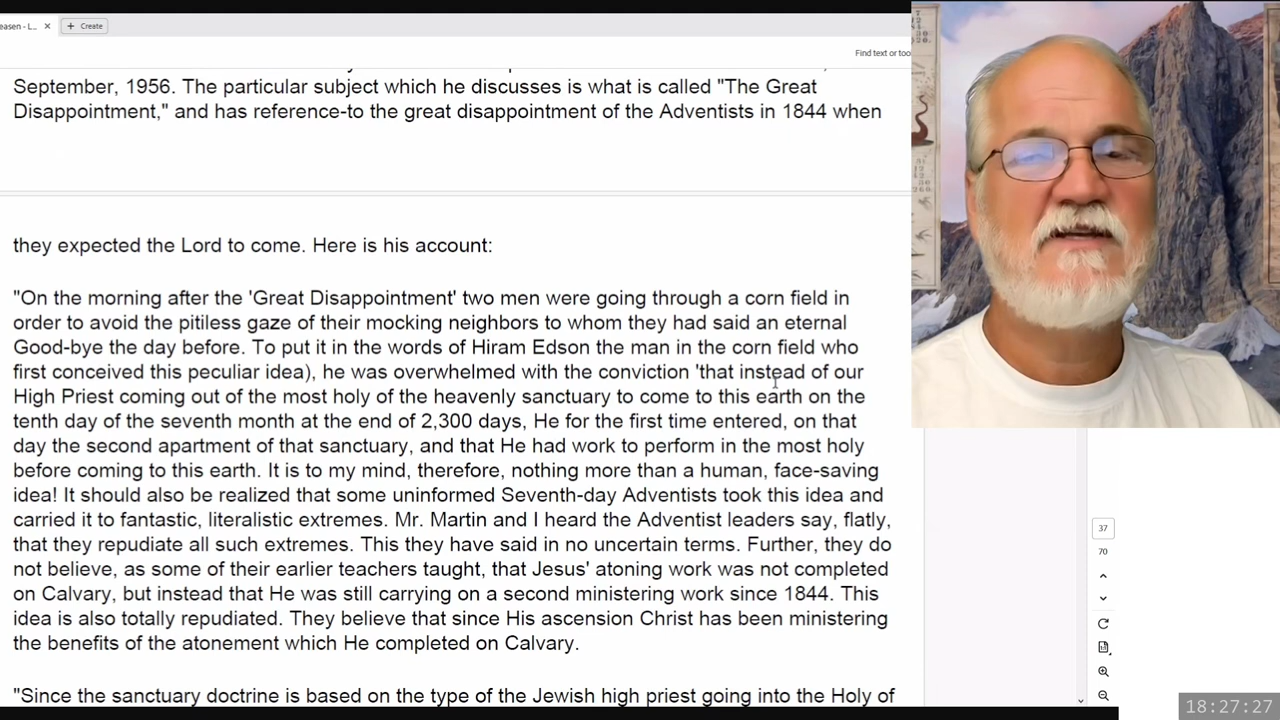 easen - L...
Create
Find text or too
September, 1956. The particular subject which he discusses is what is called "The Great
Disappointment," and has reference-to the great disappointment of the Adventists in 1844 when
they expected the Lord to come. Here is his account:
"On the morning after the 'Great Disappointment' two men were going through a corn field in
order to avoid the pitiless gaze of their mocking neighbors to whom they had said an eternal
Good-bye the day before. To put it in the words of Hiram Edson the man in the corn field who
first conceived this peculiar idea), he was overwhelmed with the conviction 'that instead of our
High Priest coming out of the most holy of the heavenly sanctuary to come to this earth on the
tenth day of the seventh month at the end of 2,300 days, He for the first time entered, on that
day the second apartment of that sanctuary, and that He had work to perform in the most holy
before coming to this earth. It is to my mind, therefore, nothing more than a human, face-saving
idea! It should also be realized that some uninformed Seventh-day Adventists took this idea and
carried it to fantastic, literalistic extremes. Mr. Martin and I heard the Adventist leaders say, flatly,
that they repudiate all such extremes. This they have said in no uncertain terms. Further, they do
not believe, as some of their earlier teachers taught, that Jesus' atoning work was not completed
on Calvary, but instead that He was still carrying on a second ministering work since 1844. This
idea is also totally repudiated. They believe that since His ascension Christ has been ministering
the benefits of the atonement which He completed on Calvary.
"Since the sanctuary doctrine is based on the type of the Jewish high priest going into the Holy of
37
70
18:27:27